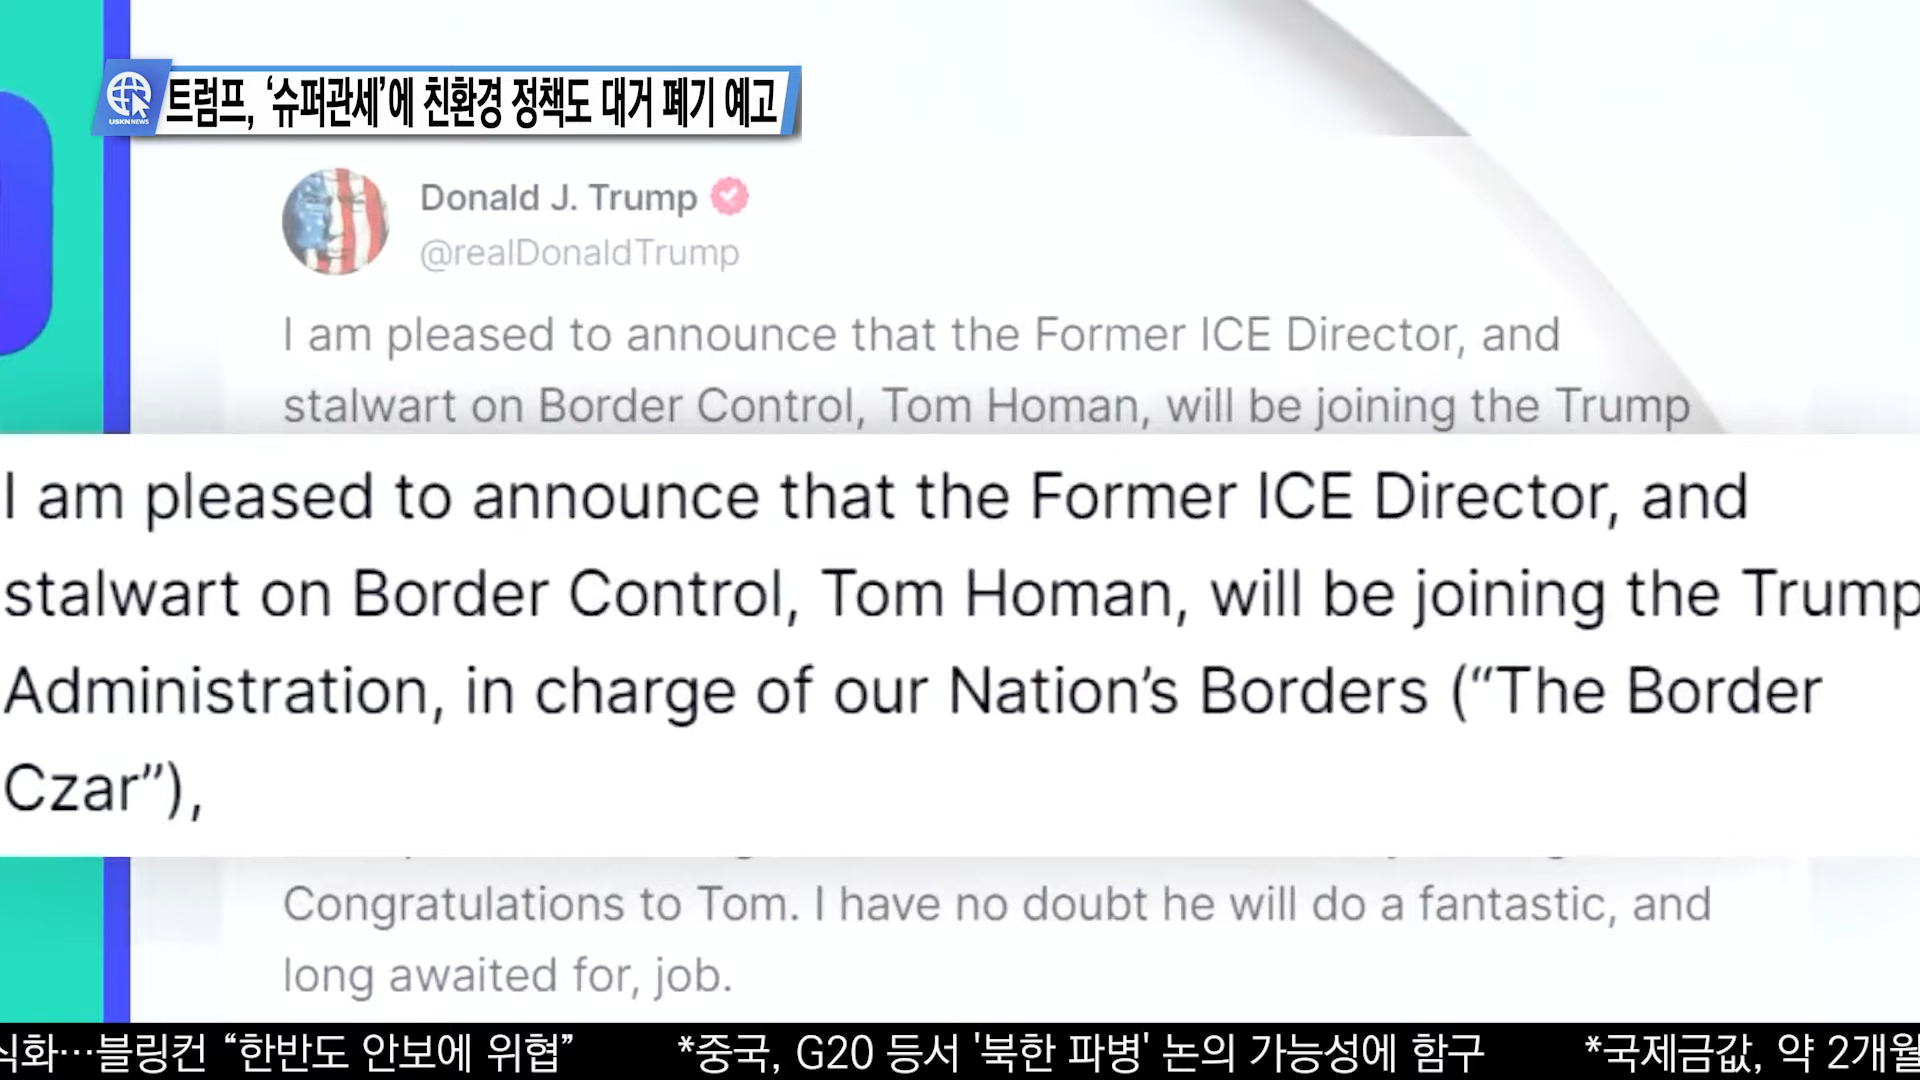 트럼프, ‘슈퍼관세’에 친환경 정책도 대거 폐기 예고
USKN NEWS
Donald J. Trump
@realDonaldTrump
I am pleased to announce that the Former ICE Director, and
stalwart on Border Control, Tom Homan, will be joining the Trump
I am pleased to announce that the Former ICE Director, and
stalwart on Border Control, Tom Homan, will be joining the Trump
Administration, in charge of our Nation’s Borders (“The Border
Czar”),
Congratulations to Tom. I have no doubt he will do a fantastic, and
long awaited for, job.
식화…블링컨 “한반도 안보에 위협” *중국, G20 등서 '북한 파병' 논의 가능성에 함구 *국제금값, 약 2개월